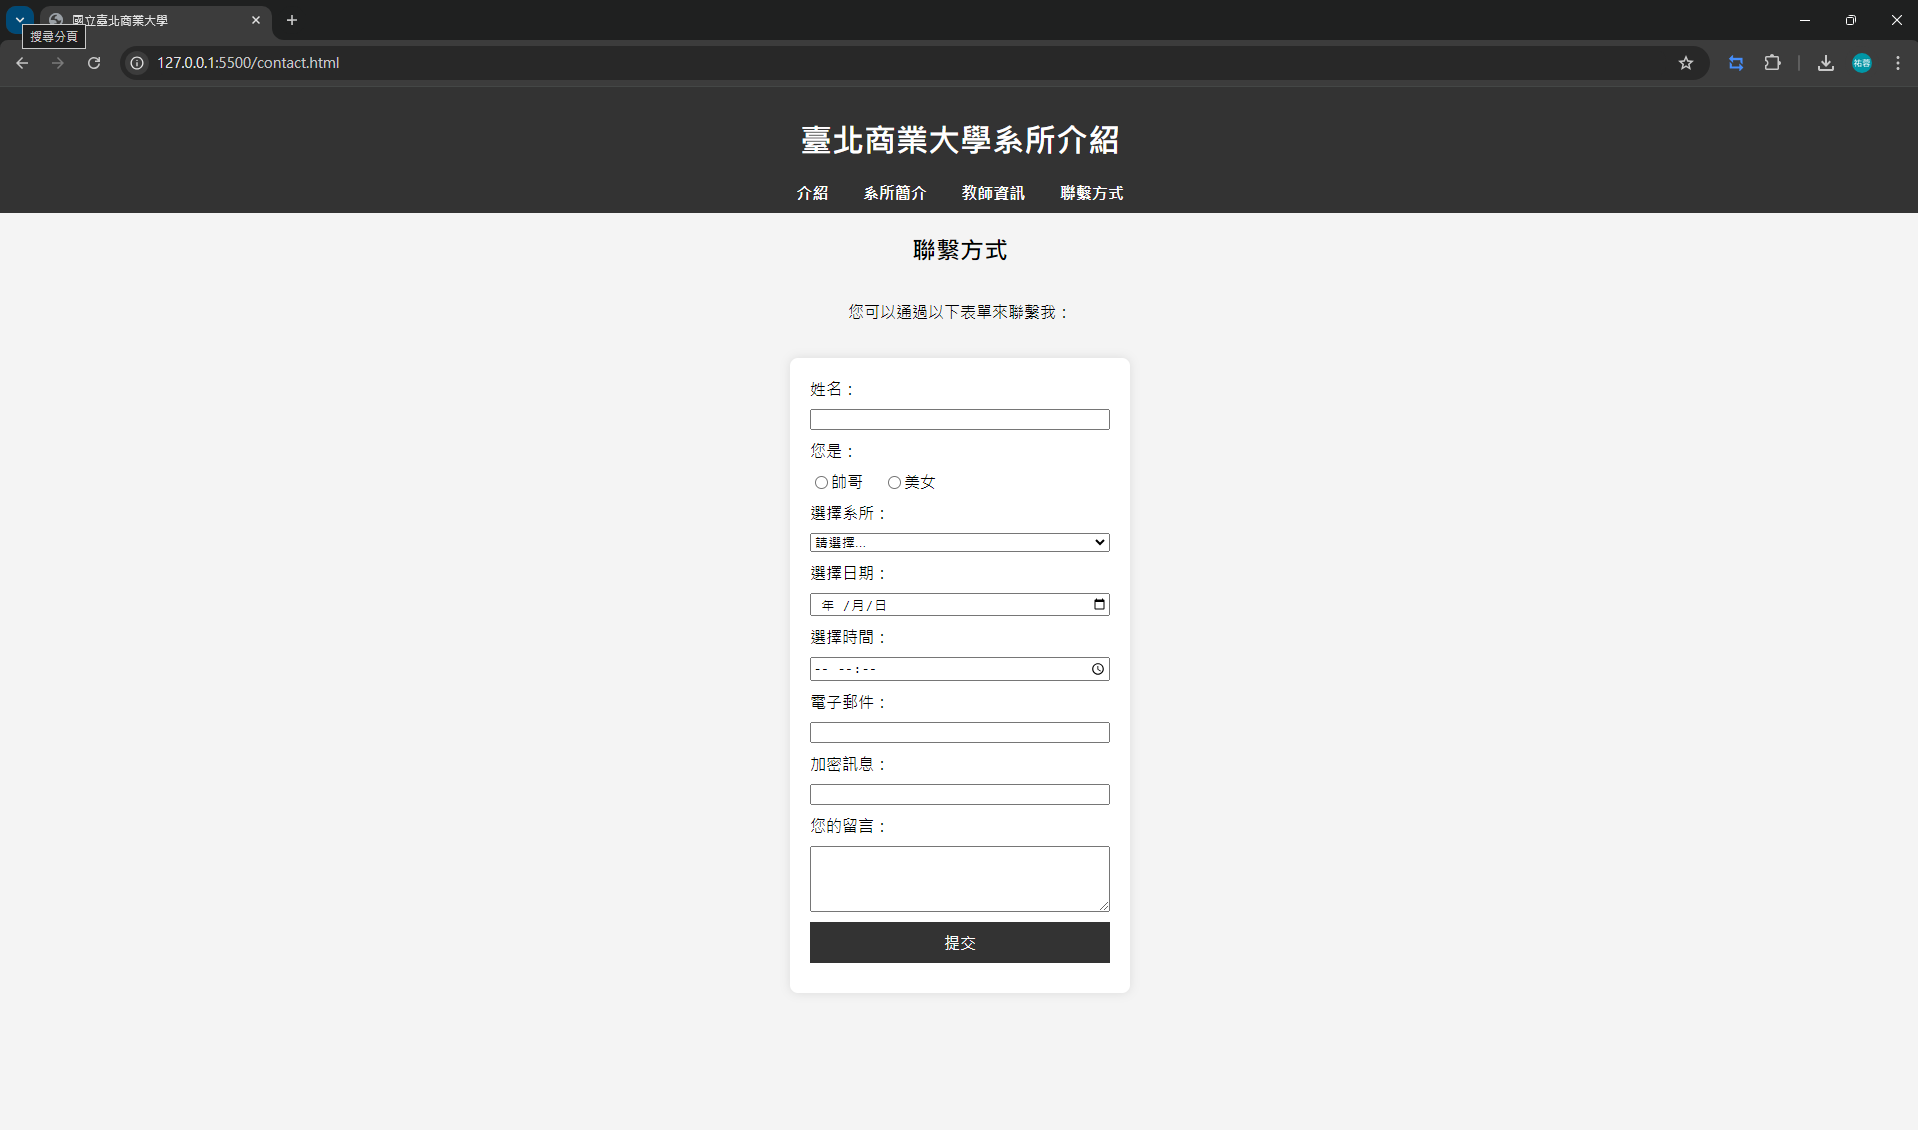 國立臺北商業大學
搜尋分頁
127.0.0.1:5500/contact.html
祐蓉
臺北商業大學系所介紹
介紹 系所簡介 教師資訊 聯繫方式
聯繫方式
您可以通過以下表單來聯繫我：
姓名：
您是：
帥哥 美女
選擇系所：
請選擇...
選擇日期：
年 /月/日
選擇時間：
-- --:--
電子郵件：
加密訊息：
您的留言：
提交